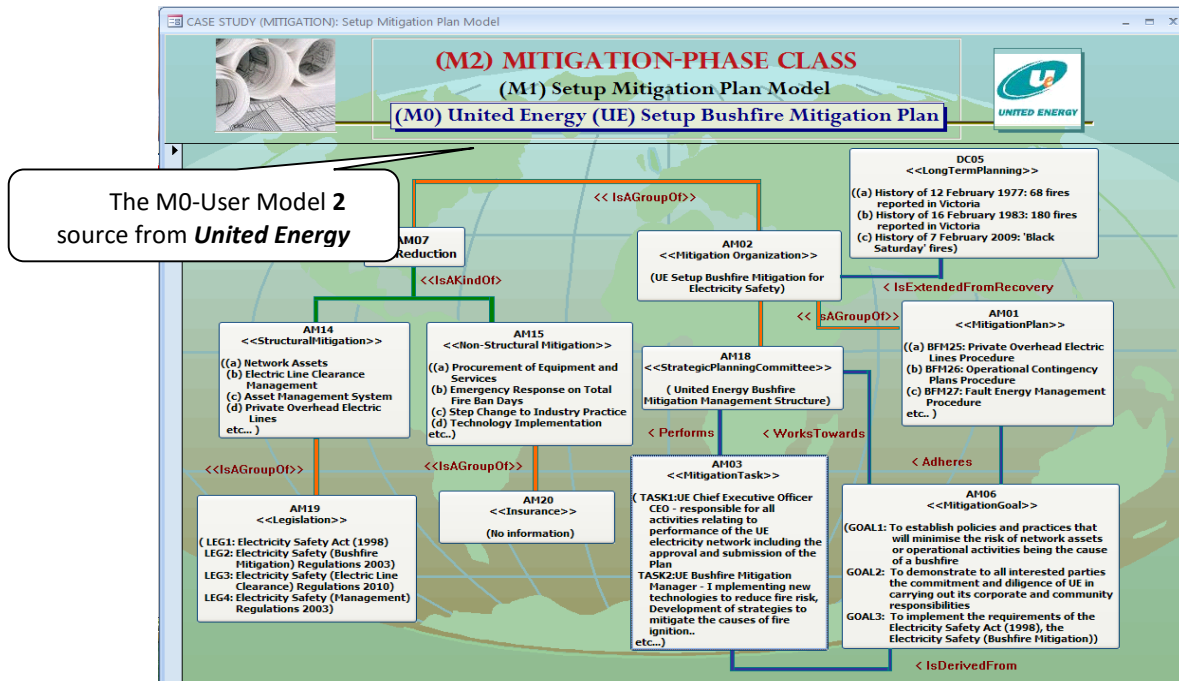 CASE STUDY (MITIGATION): Setup Mitigation Plan Model
(M2) MITIGATION-PHASE CLASS
(M1) Setup Mitigation Plan Model
(M0) United Energy (UE) Setup Bushfire Mitigation Plan
Ue
UNITED ENERGY
The M0-User Model 2
source from United Energy
<< IsAGroupOf>>
DC05
<<LongTermPlanning>>
((a) History of 12 February 1977: 68 fires
reported in Victoria
(b) History of 16 February 1983: 180 fires
reported in Victoria
(c) History of 7 February 2009: 'Black
Saturday' fires)
AM07
Reduction
AM02
<<Mitigation Organization>>
(UE Setup Bushfire Mitigation for
Electricity Safety)
<<IsAKindOf>
< IsExtendedFromRecovery
<< IsAGroupOf>>
AM14
<<StructuralMitigation>>
((a) Network Assets
(b) Electric Line Clearance
Management
(c) Asset Management System
(d) Private Overhead Electric
Lines
etc... )
AM15
<<Non-Structural Mitigation>>
((a) Procurement of Equipment and
Services
(b) Emergency Response on Total
Fire Ban Days
(c) Step Change to Industry Practice
(d) Technology Implementation
etc..)
AM18
<<StrategicPlanningCommittee>>
( United Energy Bushfire
Mitigation Management Structure)
AM01
<<MitigationPlan>>
((a) BFM25: Private Overhead Electric
Lines Procedure
(b) BFM26: Operational Contingency
Plans Procedure
(c) BFM27: Fault Energy Management
Procedure
etc.. )
< Performs
< WorksTowards
< Adheres
<<IsAGroupOf>>
<<IsAGroupOf>>
AM19
<<Legislation>>
( LEG1: Electricity Safety Act (1998)
LEG2: Electricity Safety (Bushfire
Mitigation) Regulations 2003)
LEG3: Electricity Safety (Electric Line
Clearance) Regulations 2010)
LEG4: Electricity Safety (Management)
Regulations 2003)
AM20
<<Insurance>>
(No information)
AM03
<<MitigationTask>>
( TASK1:UE Chief Executive Officer
CEO - responsible for all
activities relating to
performance of the UE
electricity network including the
approval and submission of the
Plan
TASK2:UE Bushfire Mitigation
Manager - I mplementing new
technologies to reduce fire risk,
Development of strategies to
mitigate the causes of fire
ignition..
etc...)
AM06
<<MitigationGoal>>
(GOAL1: To establish policies and practices that
will minimise the risk of network assets
or operational activities being the cause
of a bushfire
GOAL2: To demonstrate to all interested parties
the commitment and diligence of UE in
carrying out its corporate and community
responsibilities
GOAL3: To implement the requirements of the
Electricity Safety Act (1998), the
Electricity Safety (Bushfire Mitigation))
< IsDerivedFrom